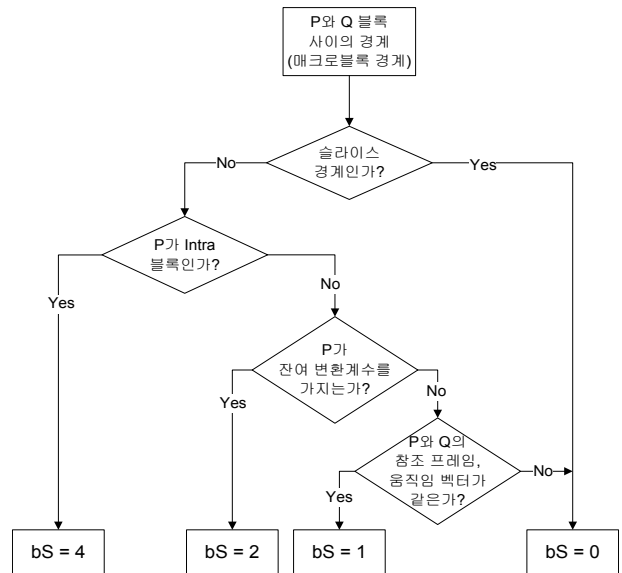 P와 Q 블록
사이의 경계
(매크로블록 경계)
슬라이스
경계인가?
No
Yes
P가 Intra
블록인가?
Yes
No
P가
잔여 변환계수를
가지는가?
Yes
No
P와 Q의
참조 프레임,
움직임 벡터가
같은가?
Yes
No
bS = 4
bS = 2
bS = 1
bS = 0